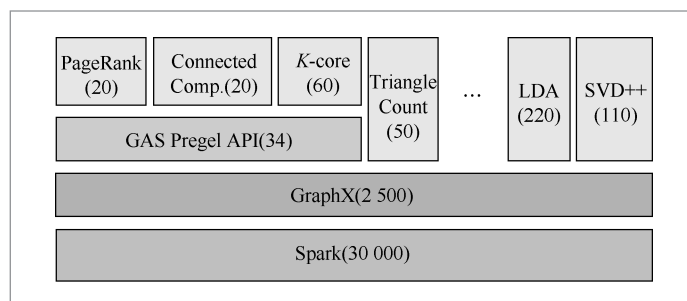 PageRank
(20)
Connected
Comp.(20)
K-core
(60)
Triangle
Count
(50)
...
LDA
(220)
SVD++
(110)
GAS Pregel API(34)
GraphX(2 500)
Spark(30 000)